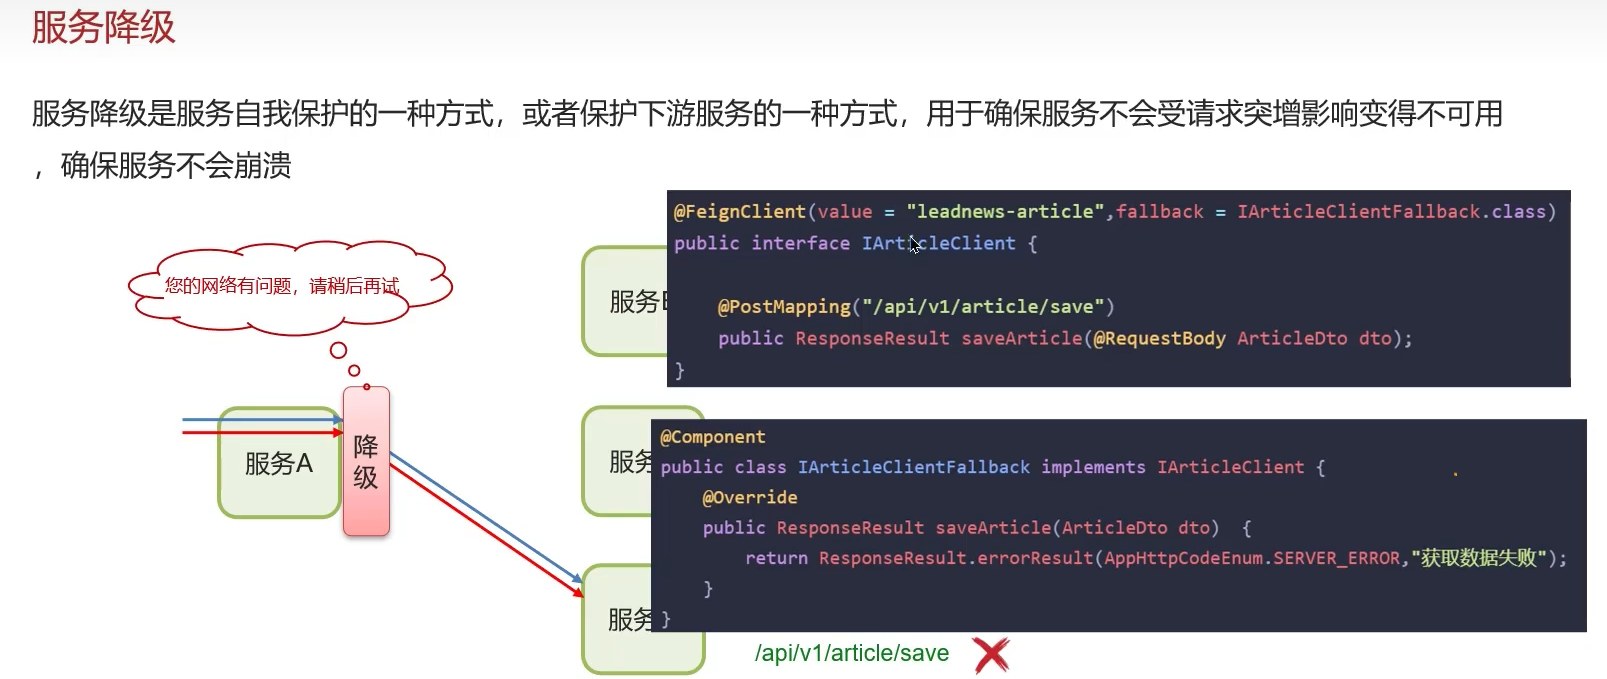 服务降级
服务降级是服务自我保护的一种方式，或者保护下游服务的一种方式，用于确保服务不会受请求突增影响变得不可用
，确保服务不会崩溃
您的网络有问题，请稍后再试
服务A
降
级
服务B
@FeignClient(value = "leadnews-article",fallback = IArticleClientFallback.class)
public interface IArticleClient {
@PostMapping("/api/v1/article/save")
public ResponseResult saveArticle(@RequestBody ArticleDto dto);
}
服务
@Component
public class IArticleClientFallback implements IArticleClient {
@Override
public ResponseResult saveArticle(ArticleDto dto) {
return ResponseResult.errorResult(AppHttpCodeEnum.SERVER_ERROR,"获取数据失败");
}
}
服务
/api/v1/article/save